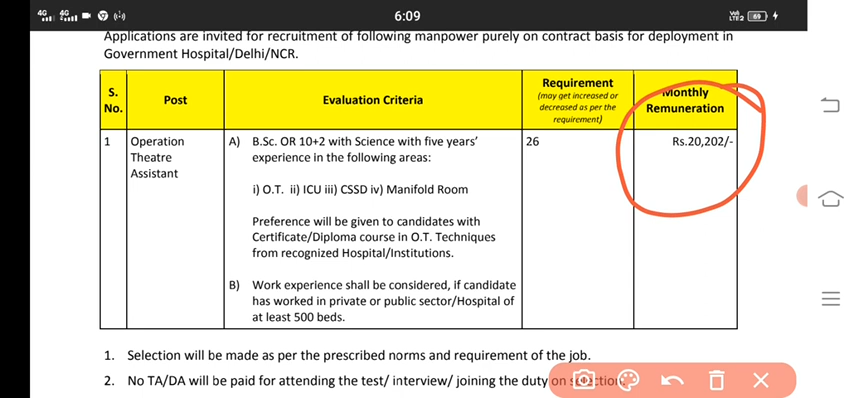 4G 4G 6:09 LTE2 69
Applications are invited for recruitment of following manpower purely on contract basis for deployment in
Government Hospital/Delhi/NCR.
S. No. Post Evaluation Criteria Requirement (may get increased or decreased as per the requirement) Monthly Remuneration
1 Operation Theatre Assistant
A) B.Sc. OR 10+2 with Science with five years'
experience in the following areas:
i) O.T. ii) ICU iii) CSSD iv) Manifold Room
Preference will be given to candidates with
Certificate/Diploma course in O.T. Techniques
from recognized Hospital/Institutions.
B) Work experience shall be considered, if candidate
has worked in private or public sector/Hospital of
at least 500 beds.
26
Rs.20,202/-
1. Selection will be made as per the prescribed norms and requirement of the job.
2. No TA/DA will be paid for attending the test/ interview/ joining the duty on